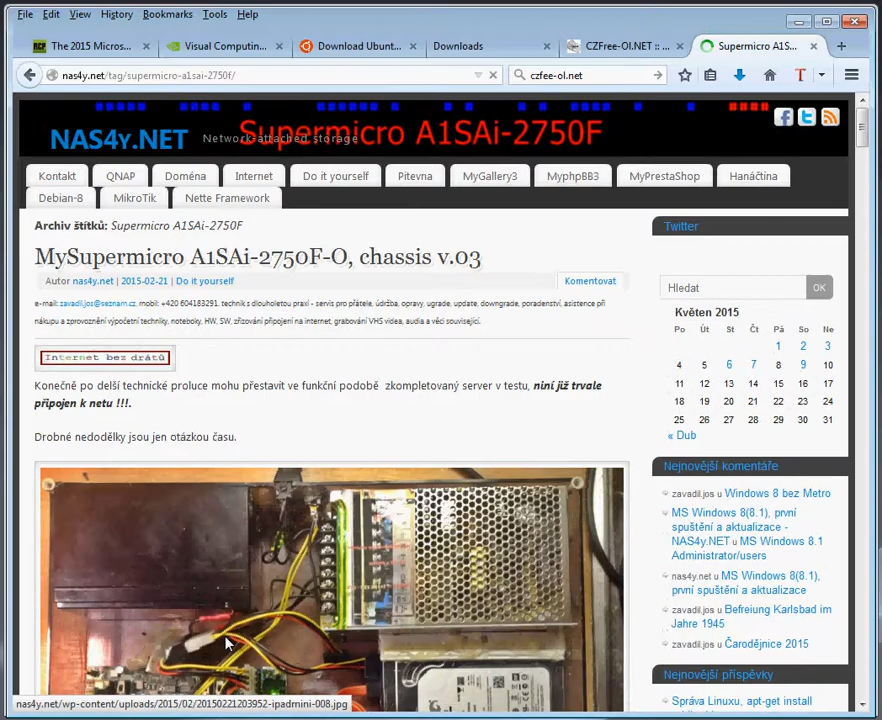 File Edit View History Bookmarks Tools Help
The 2015 Micros... Visual Computin... Download Ubunt... Downloads CZFree-OI.NET :: ... Supermicro A1S...
nas4y.net/tag/supermicro-a1sai-2750f/ czfee-ol.net
NAS4y.NET Network-attached storage Supermicro A1SAi-2750F
Kontakt QNAP Doména Internet Do it yourself Pitevna MyGallery3 MyphpBB3 MyPrestaShop Hanáčtina
Debian-8 MikroTik Nette Framework
Archiv štítků: Supermicro A1SAi-2750F
MySupermicro A1SAi-2750F-O, chassis v.03
Autor nas4y.net | 2015-02-21 | Do it yourself Komentovat
e-mail: zavadil.jos@seznam.cz, mobil: +420 604183291, technik s dlouholetou praxí - servis pro přátele, údržba, opravy, ugrade, update, downgrade, poradenství, asistence při
nákupu a zprovoznění výpočetní techniky, noteboky, HW, SW, zřizování připojení na internet, grabování VHS videa, audia a věci související.
Internet bez drátů
Konečně po delší technické proluce mohu přestavit ve funkční podobě zkompletovaný server v testu, niní již trvale
připojen k netu !!!.
Drobné nedodělky jsou jen otázkou času.
Twitter
Hledat OK
Květen 2015
Po Út St Čt Pá So Ne
1 2 3
4 5 6 7 8 9 10
11 12 13 14 15 16 17
18 19 20 21 22 23 24
25 26 27 28 29 30 31
« Dub
Nejnovější komentáře
zavadil.jos u Windows 8 bez Metro
MS Windows 8(8.1), první
spuštění a aktualizace -
NAS4y.NET u MS Windows 8.1
Administrator/users
nas4y.net u MS Windows 8(8.1),
první spuštění a aktualizace
zavadil.jos u Befreiung Karlsbad im
Jahre 1945
zavadil.jos u Čarodějnice 2015
Nejnovější příspěvky
Správa Linuxu, apt-get install
nas4y.net/wp-content/uploads/2015/02/20150221203952-ipadmini-008.jpg